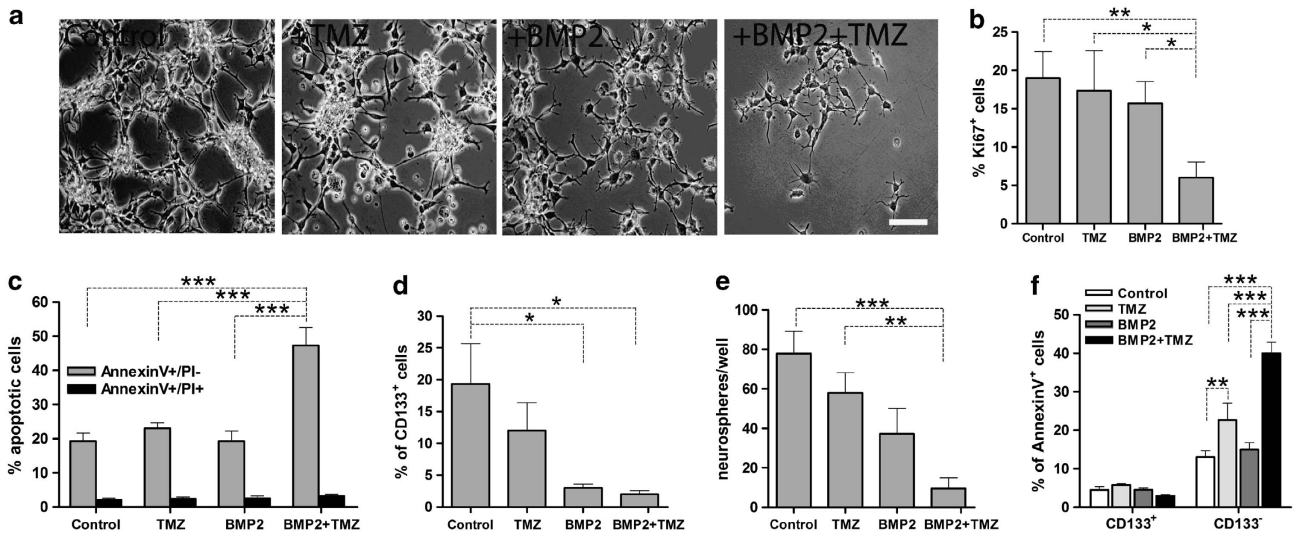 a
Control
+TMZ
+BMP2
+BMP2+TMZ
b
**
*
*
% Ki67+ cells
25
20
15
10
5
0
Control TMZ BMP2 BMP2+TMZ
c
***
***
***
% apoptotic cells
60
50
40
30
20
10
0
AnnexinV+/PI-
AnnexinV+/PI+
Control TMZ BMP2 BMP2+TMZ
d
*
*
% of CD133+ cells
30
25
20
15
10
5
0
Control TMZ BMP2 BMP2+TMZ
e
***
**
neurospheres/well
100
80
60
40
20
0
Control TMZ BMP2 BMP2+TMZ
f
Control
TMZ
BMP2
BMP2+TMZ
***
***
***
**
% of AnnexinV+ cells
50
40
30
20
10
0
CD133+ CD133-